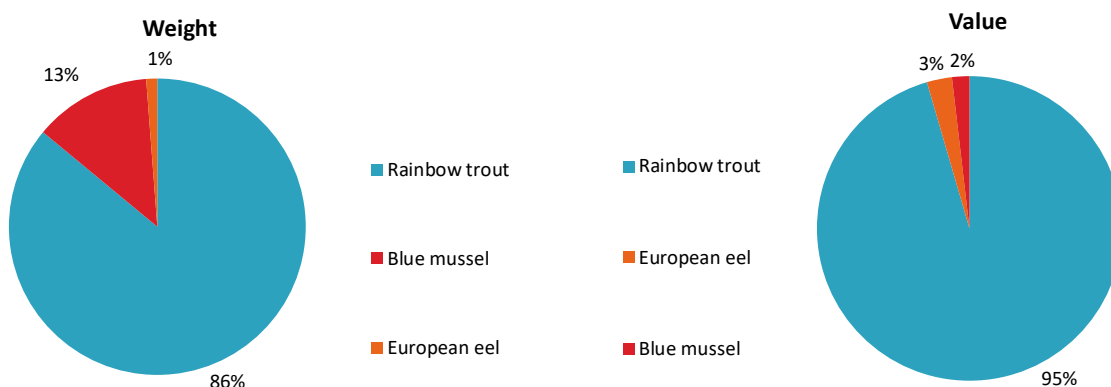 Weight
13%
1%
86%
Rainbow trout
Blue mussel
European eel
Value
3%
2%
95%
Rainbow trout
European eel
Blue mussel